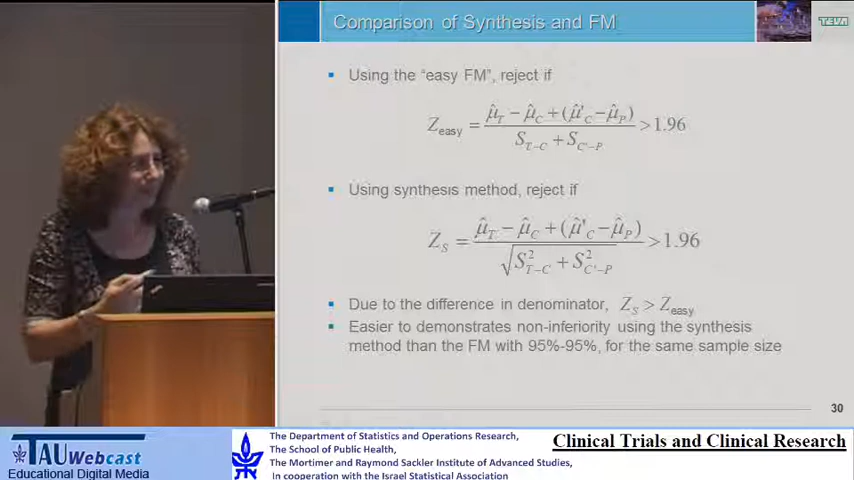 Comparison of Synthesis and FM
TEVA
Using the "easy FM", reject if
Z_easy = (μ̂_T − μ̂_C + (μ̂'_C − μ̂_P)) / (S_T−C + S_C'−P) > 1.96
Using synthesis method, reject if
Z_S = (μ̂_T − μ̂_C + (μ̂'_C − μ̂_P)) / √(S²_T−C + S²_C'−P) > 1.96
Due to the difference in denominator, Z_S > Z_easy
Easier to demonstrates non-inferiority using the synthesis
method than the FM with 95%-95%, for the same sample size
30
TAUWebcast
Educational Digital Media
The Department of Statistics and Operations Research,
The School of Public Health,
The Mortimer and Raymond Sackler Institute of Advanced Studies,
In cooperation with the Israel Statistical Association
Clinical Trials and Clinical Research